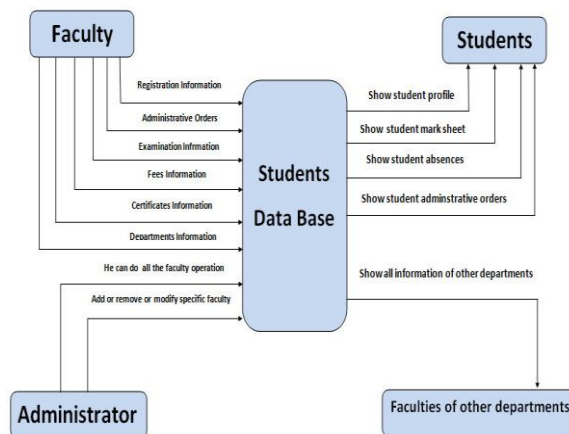 Faculty
Students
Registration Information
Administrative Orders
Examination Infrmation
Fees Information
Certificates Information
Departments Information
He can do all the faculty operation
Add or remove or modify specific faculty
Students
Data Base
Show student profile
Show student mark sheet
Show student absences
Show student adminstrative orders
Show all information of other departments
Administrator
Faculties of other departments